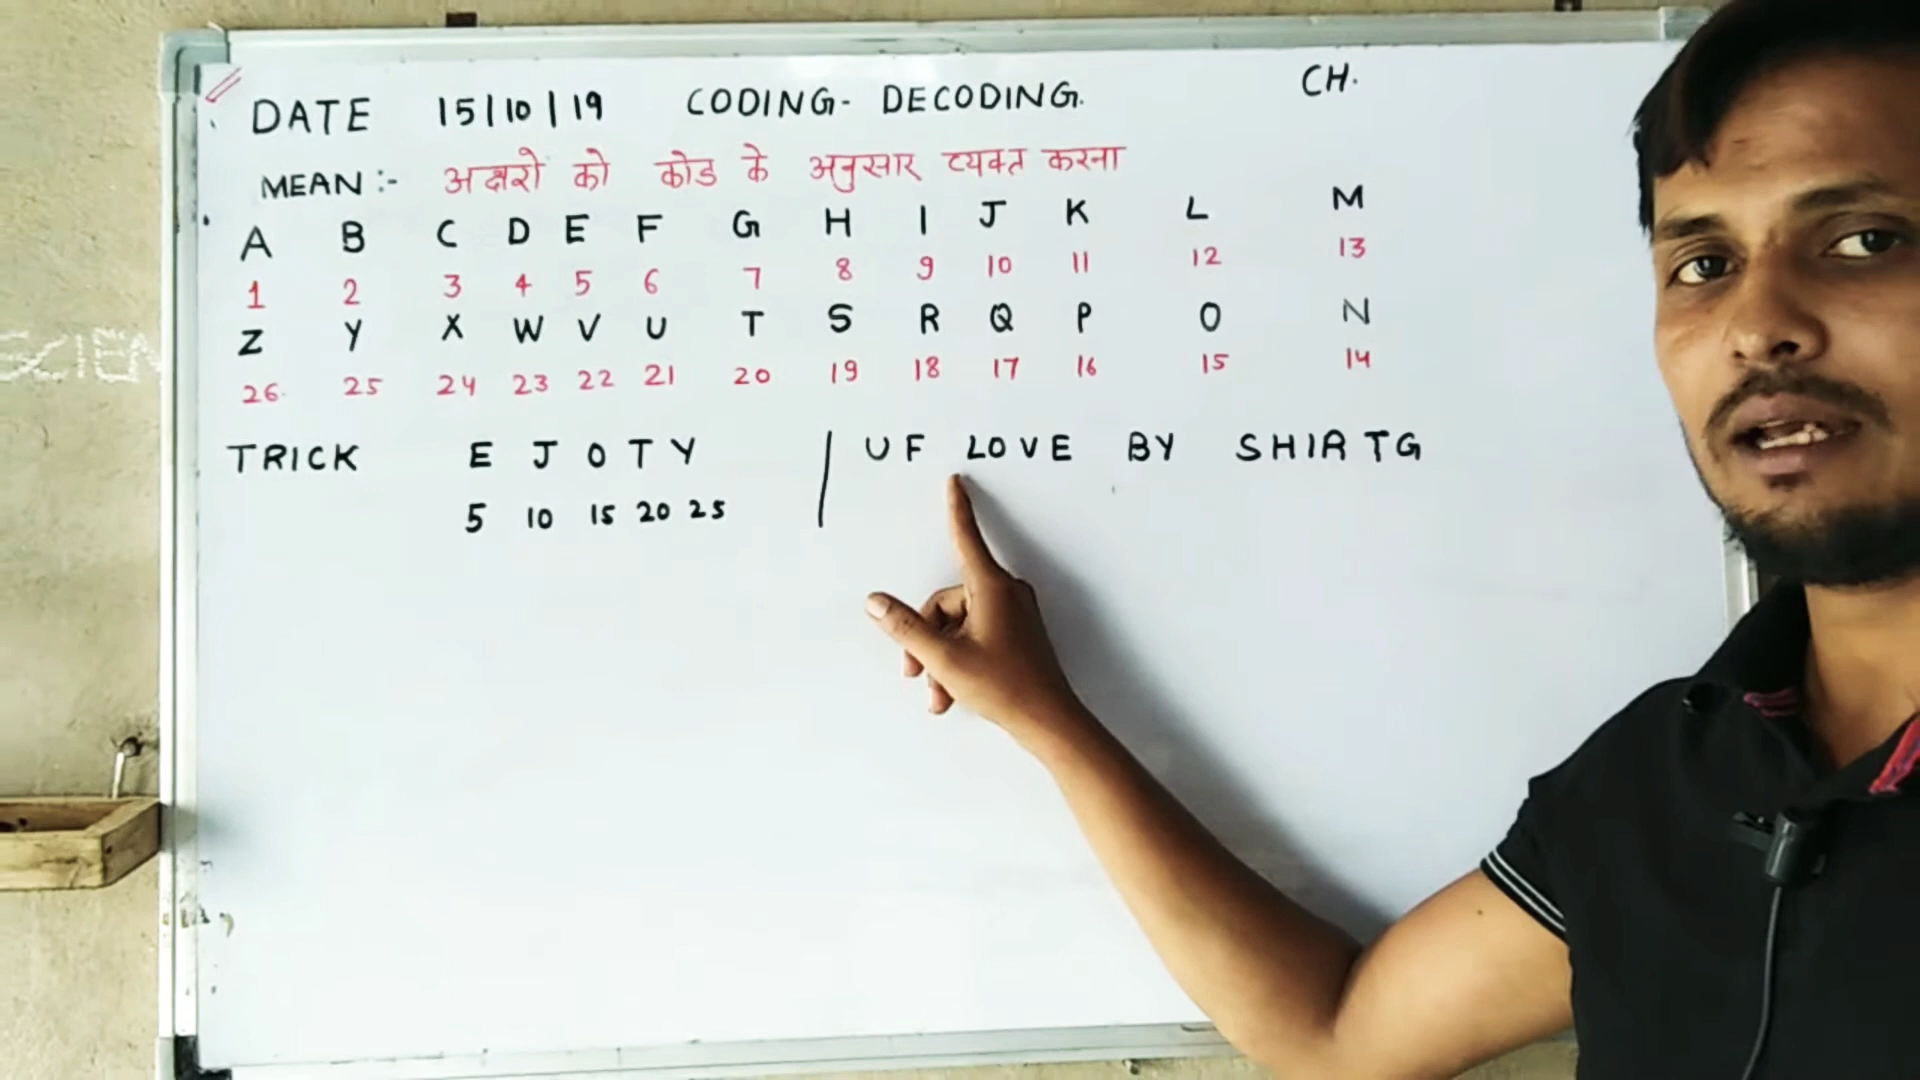 DATE 15|10|19 CODING- DECODING. CH.
MEAN :- अक्षरों को कोड के अनुसार व्यक्त करना
A B C D E F G H I J K L M
1 2 3 4 5 6 7 8 9 10 11 12 13
Z Y X W V U T S R Q P O N
26. 25 24 23 22 21 20 19 18 17 16 15 14
TRICK E J O T Y | UF LOVE BY SHIRTG
5 10 15 20 25
SCIEN